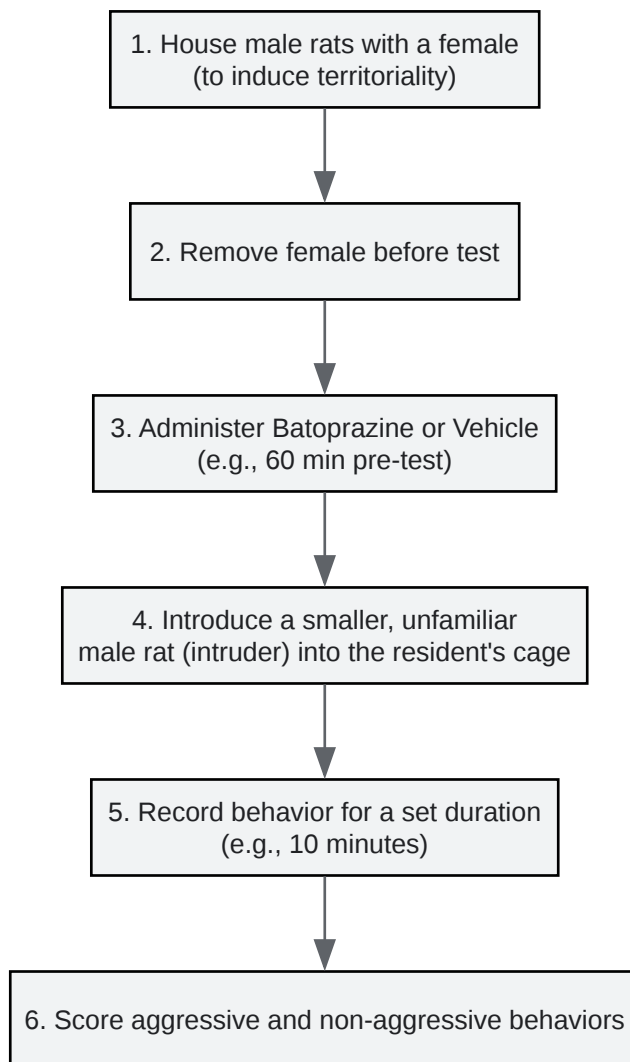 1. House male rats with a female
(to induce territoriality)
2. Remove female before test
3. Administer Batoprazine or Vehicle
(e.g., 60 min pre-test)
4. Introduce a smaller, unfamiliar
male rat (intruder) into the resident's cage
5. Record behavior for a set duration
(e.g., 10 minutes)
6. Score aggressive and non-aggressive behaviors